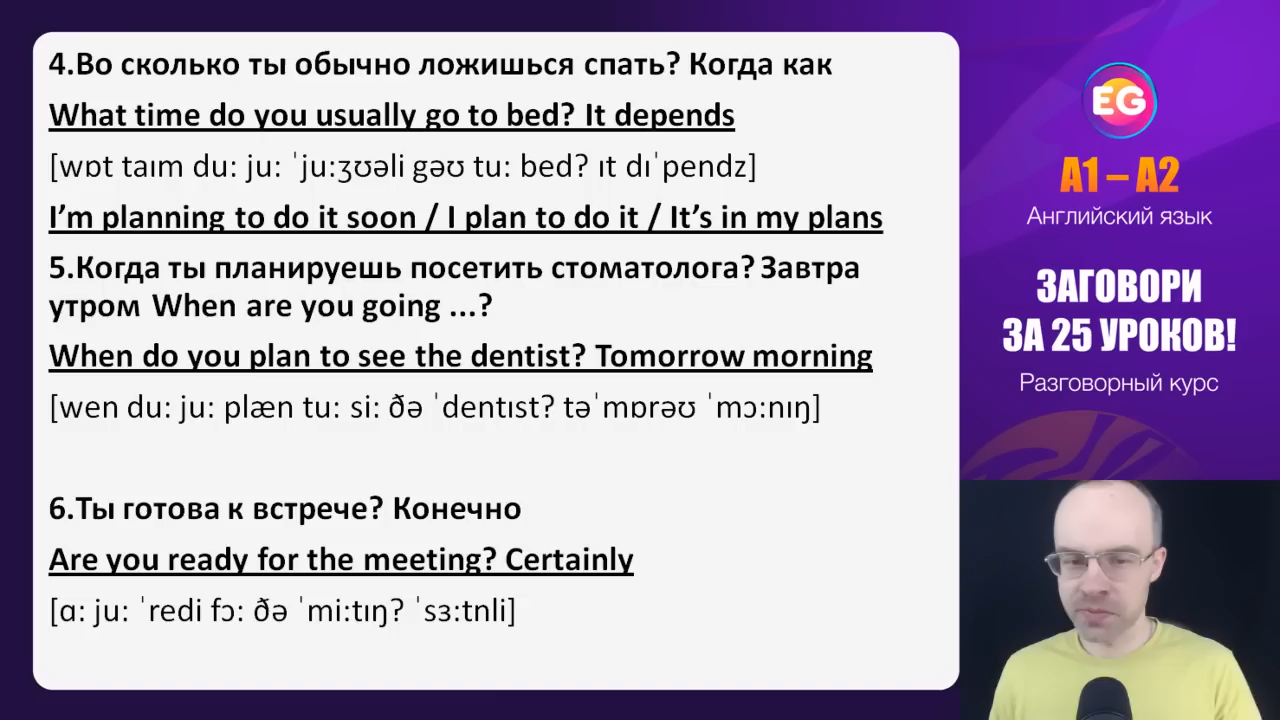 4.Во сколько ты обычно ложишься спать? Когда как
What time do you usually go to bed? It depends
[wɒt taɪm du: ju: ˈju:ʒʊəli gəʊ tu: bed? ɪt dɪˈpendz]
I’m planning to do it soon / I plan to do it / It’s in my plans
5.Когда ты планируешь посетить стоматолога? Завтра
утром When are you going ...?
When do you plan to see the dentist? Tomorrow morning
[wen du: ju: plæn tu: si: ðə ˈdentɪst? təˈmɒrəʊ ˈmɔ:nɪŋ]
6.Ты готова к встрече? Конечно
Are you ready for the meeting? Certainly
[ɑ: ju: ˈredi fɔ: ðə ˈmi:tɪŋ? ˈsɜ:tnli]
EG
A1 – A2
Английский язык
ЗАГОВОРИ
ЗА 25 УРОКОВ!
Разговорный курс